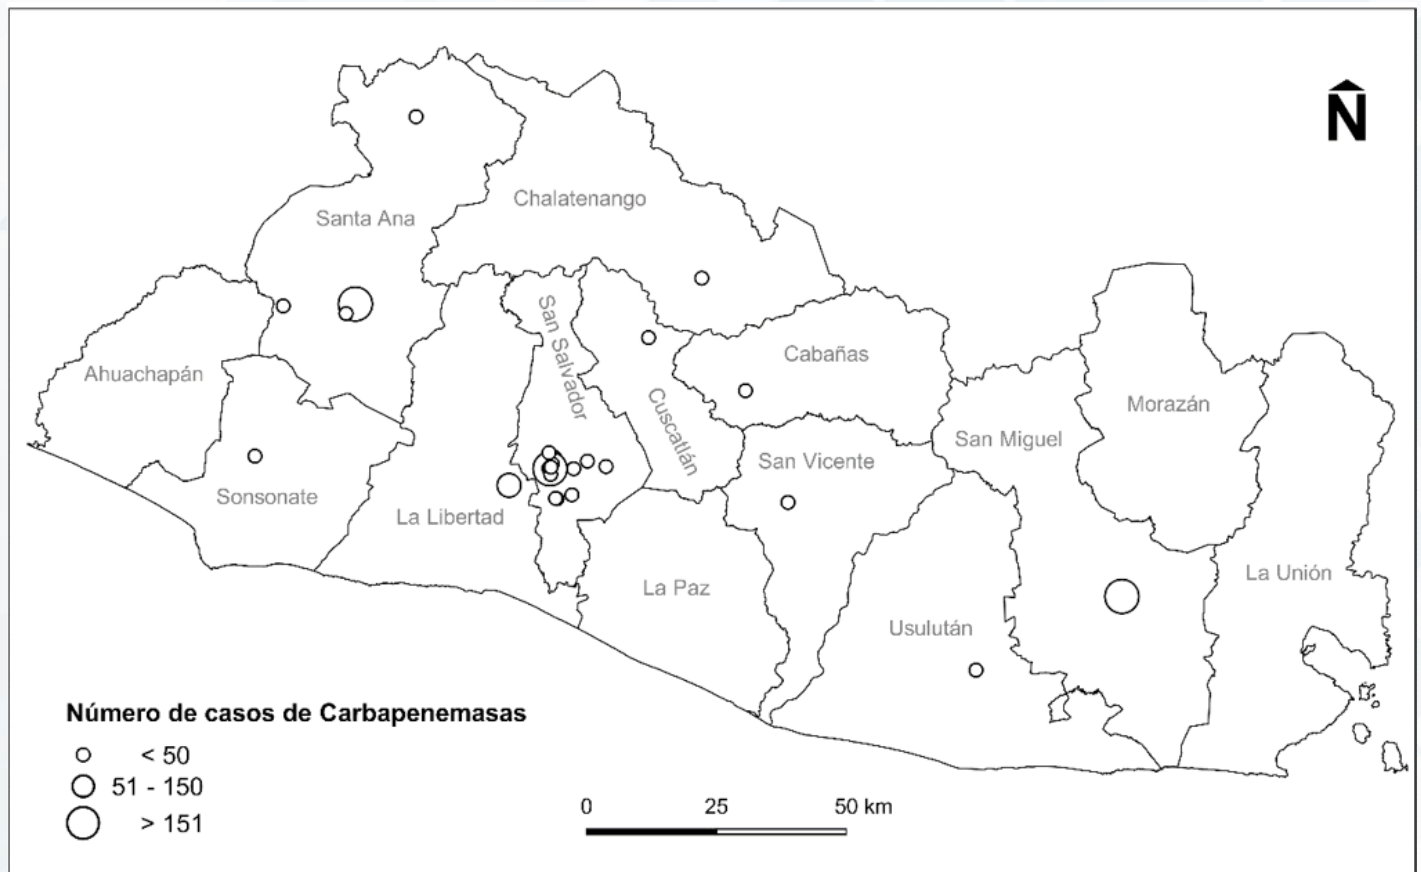 N
Chalatenango
Santa Ana
San Salvador
Cabañas
Ahuachapán
Cuscatlán
Morazán
San Miguel
San Vicente
Sonsonate
La Libertad
La Unión
La Paz
Usulután
Número de casos de Carbapenemasas
< 50
51 - 150
> 151
0 25 50 km